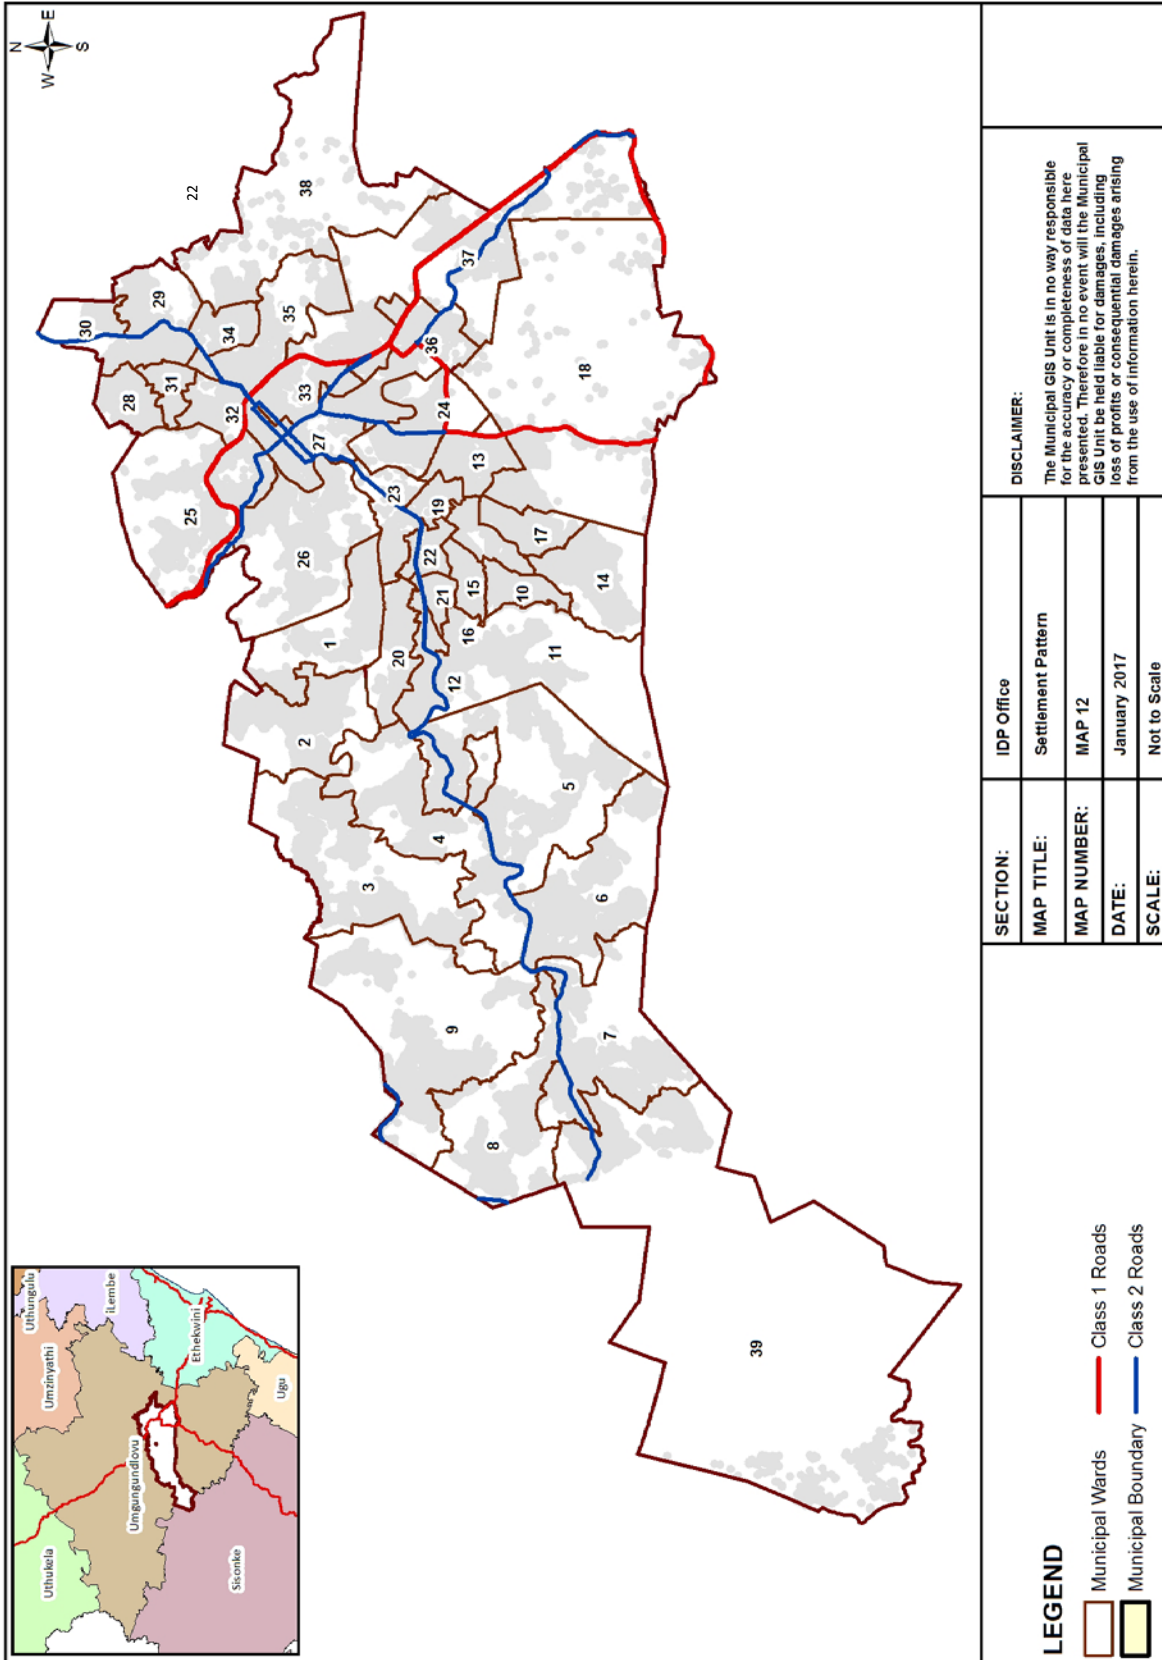 N
W
E
S
Uthungulu
Umzinyathi
iLembe
Uthukela
Umgungundlovu
Ethekwini
Ugu
Sisonke
22
38
30
29
28
31
34
35
32
33
25
27
37
36
24
18
26
23
13
19
22
17
1
20
21
15
10
14
16
12
11
2
5
4
3
6
9
7
8
39
LEGEND
Municipal Wards
Class 1 Roads
Municipal Boundary
Class 2 Roads
SECTION:
IDP Office
MAP TITLE:
Settlement Pattern
MAP NUMBER:
MAP 12
DATE:
January 2017
SCALE:
Not to Scale
DISCLAIMER:
The Municipal GIS Unit is in no way responsible
for the accuracy or completeness of data here
presented. Therefore in no event will the Municipal
GIS Unit be held liable for damages, including
loss of profits or consequential damages arising
from the use of information herein.